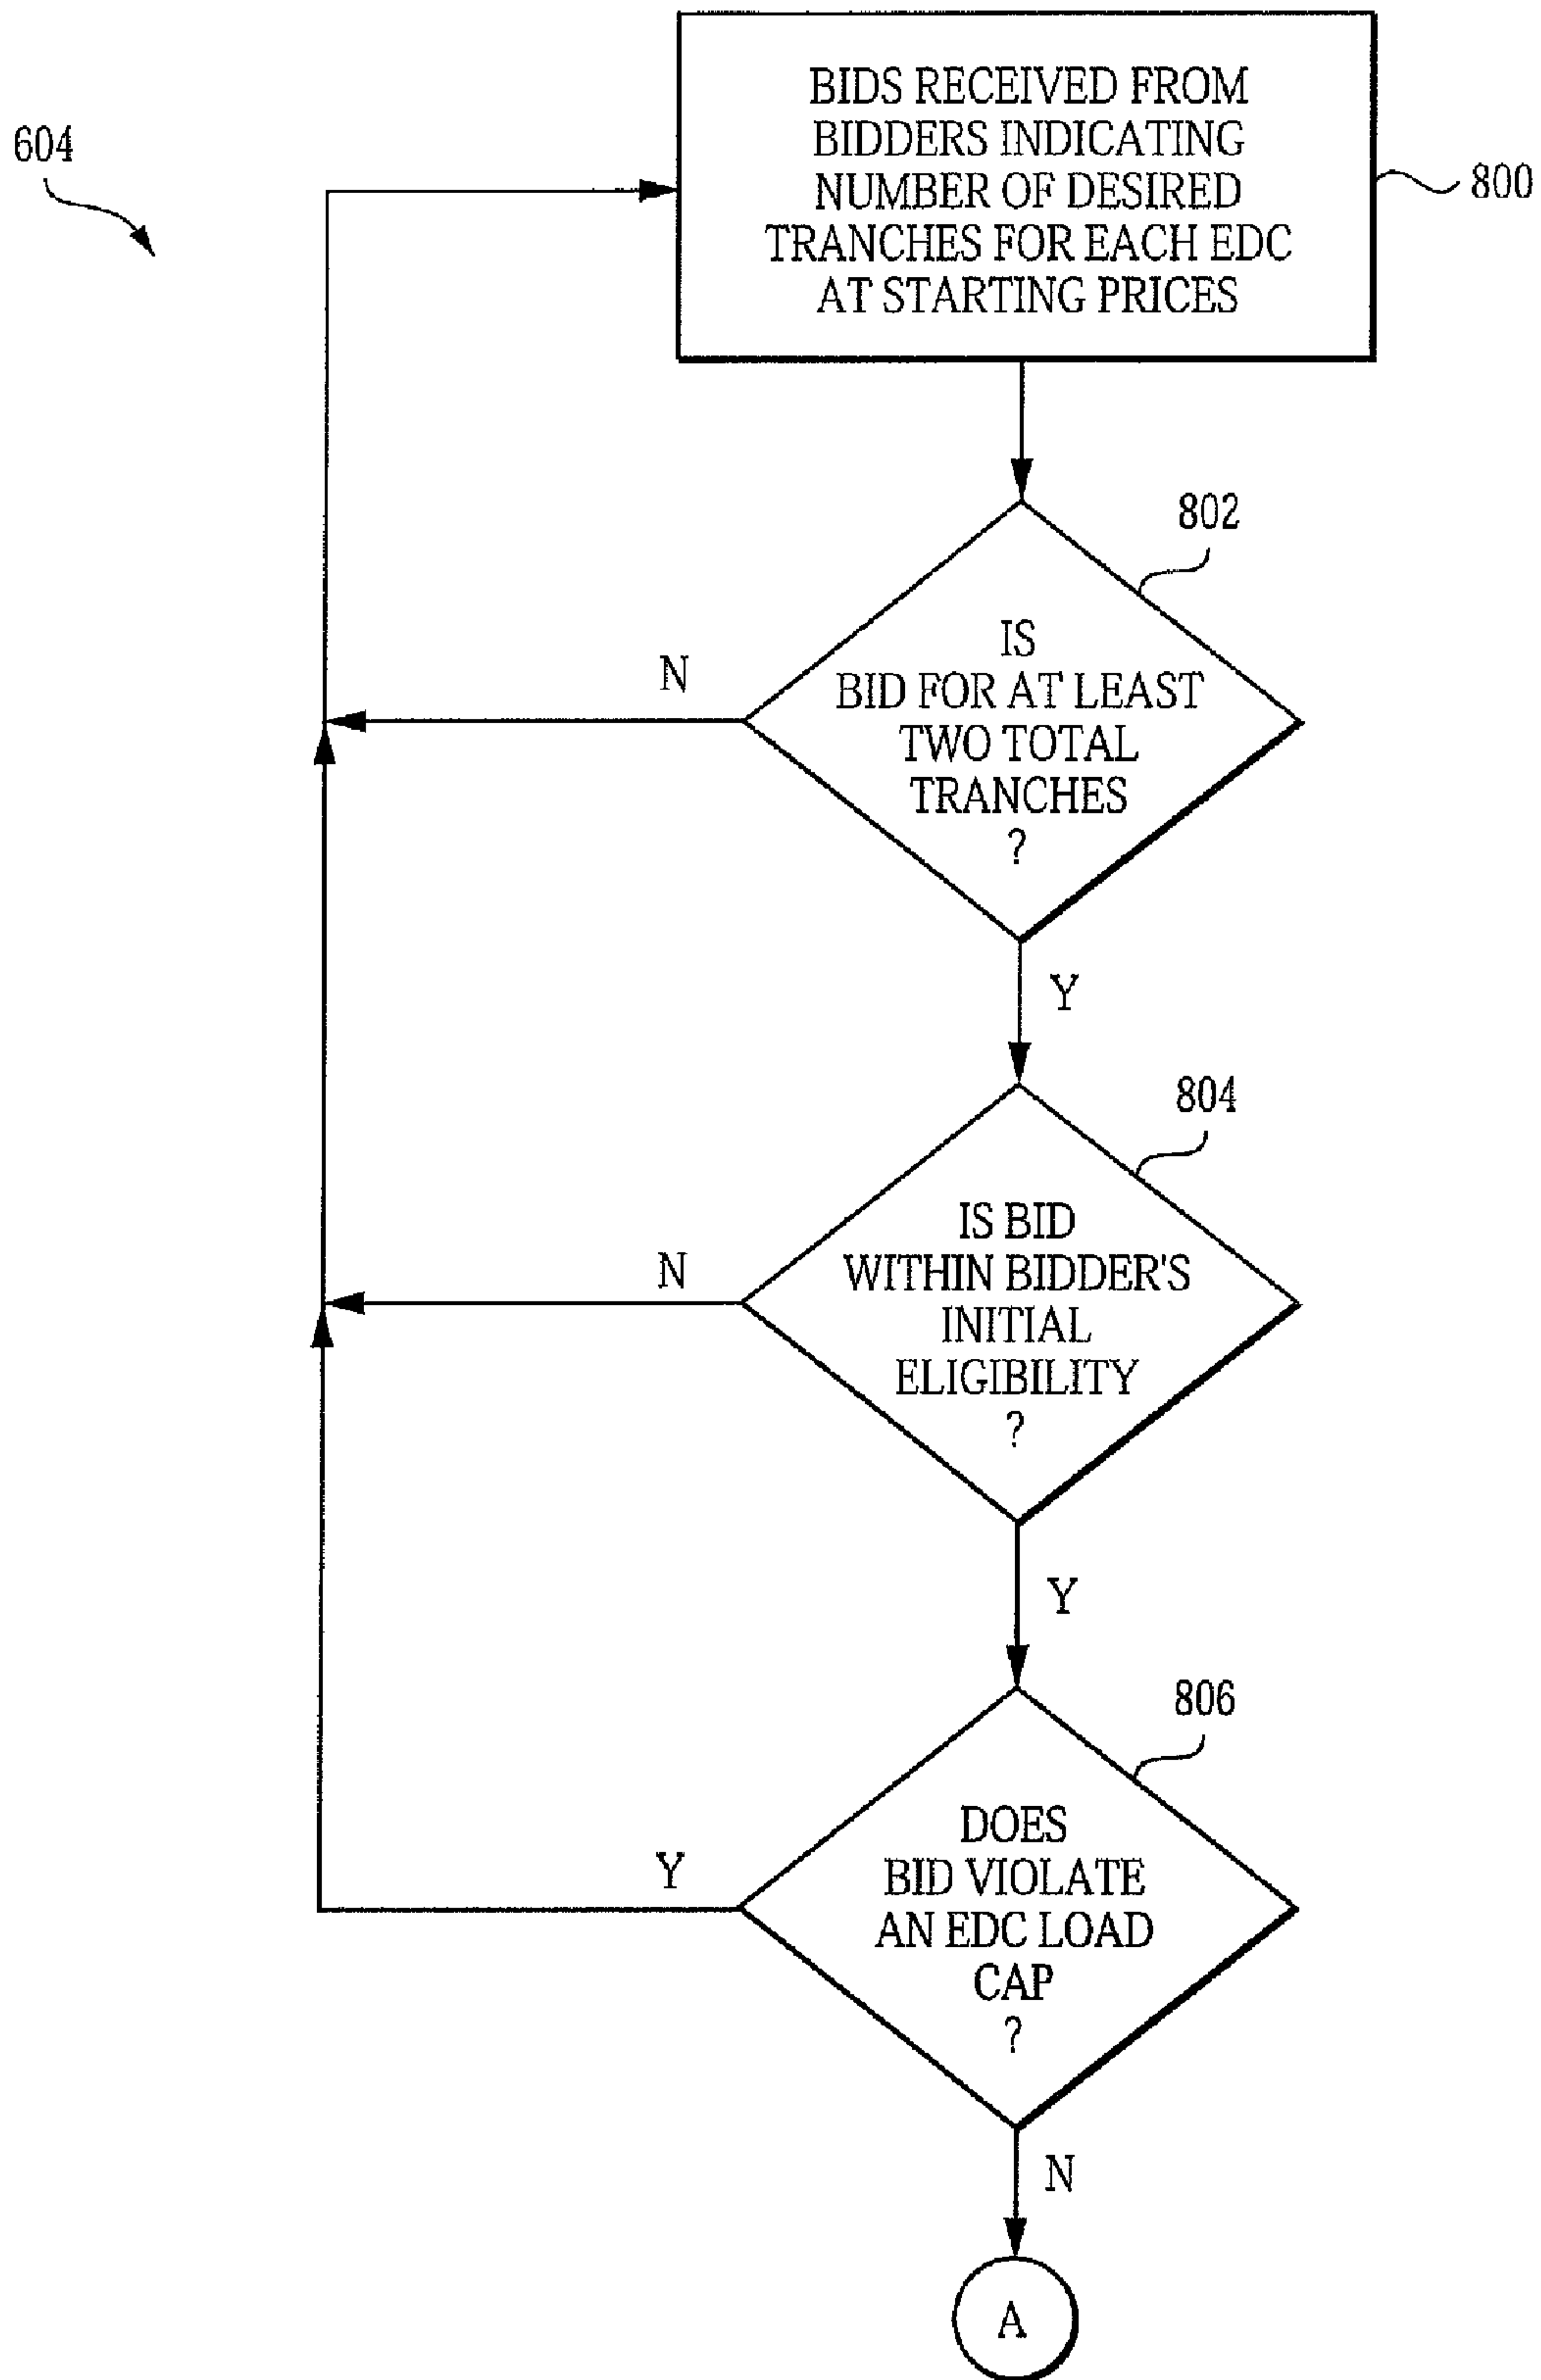 BIDS RECEIVED FROM
BIDDERS INDICATING
NUMBER OF DESIRED
TRANCHES FOR EACH EDC
AT STARTING PRICES
604
800
802
IS
BID FOR AT LEAST
TWO TOTAL
TRANCHES
?
N
Y
804
IS BID
WITHIN BIDDER'S
INITIAL
ELIGIBILITY
?
N
Y
806
DOES
BID VIOLATE
AN EDC LOAD
CAP
?
Y
N
A